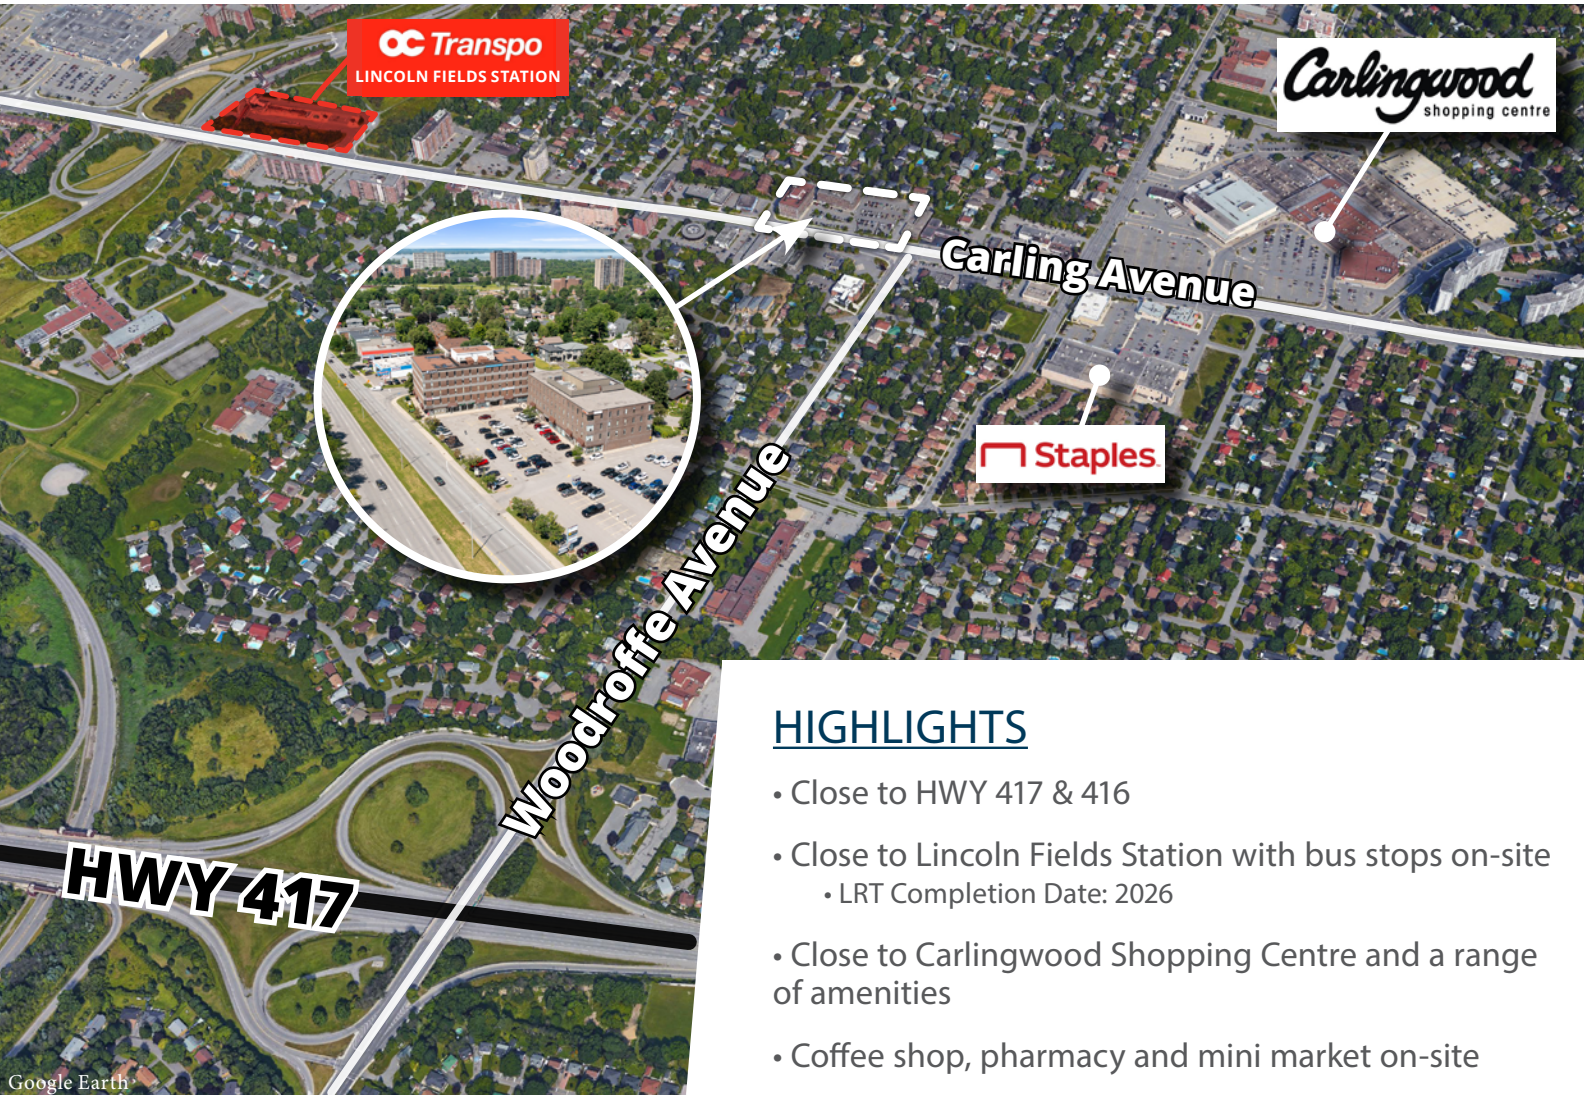 OC Transpo
LINCOLN FIELDS STATION
Carlingwood
shopping centre
Carling Avenue
Staples
Woodroffe Avenue
HWY 417
HIGHLIGHTS
• Close to HWY 417 & 416
• Close to Lincoln Fields Station with bus stops on-site
• LRT Completion Date: 2026
• Close to Carlingwood Shopping Centre and a range
of amenities
• Coffee shop, pharmacy and mini market on-site
Google Earth